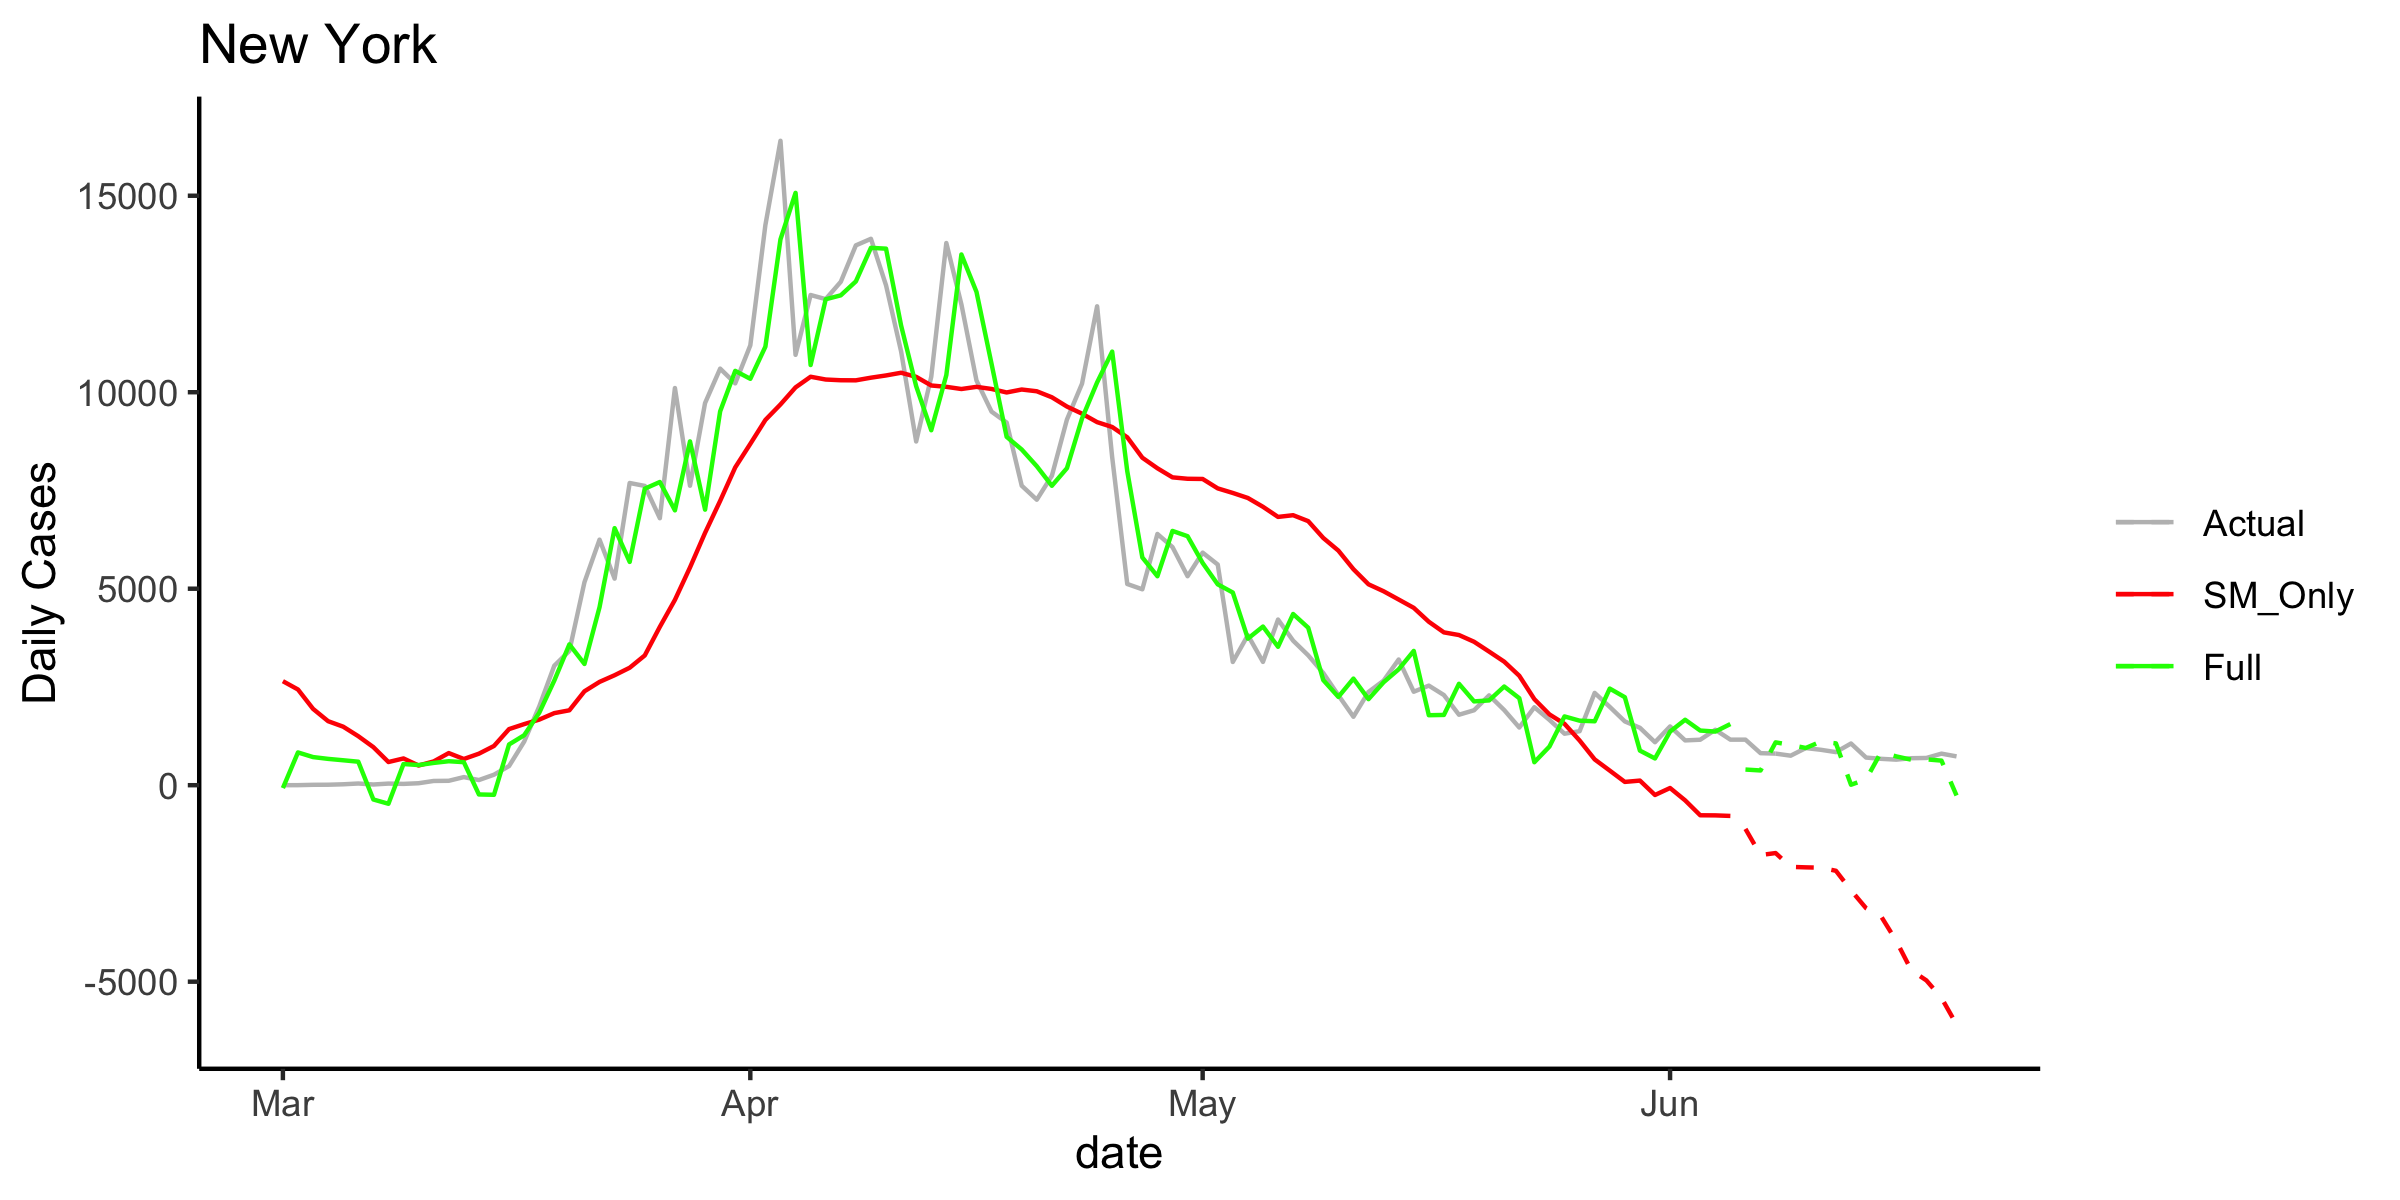 New York
15000
10000
5000
0
-5000
Daily Cases
Mar
Apr
May
Jun
date
Actual
SM_Only
Full